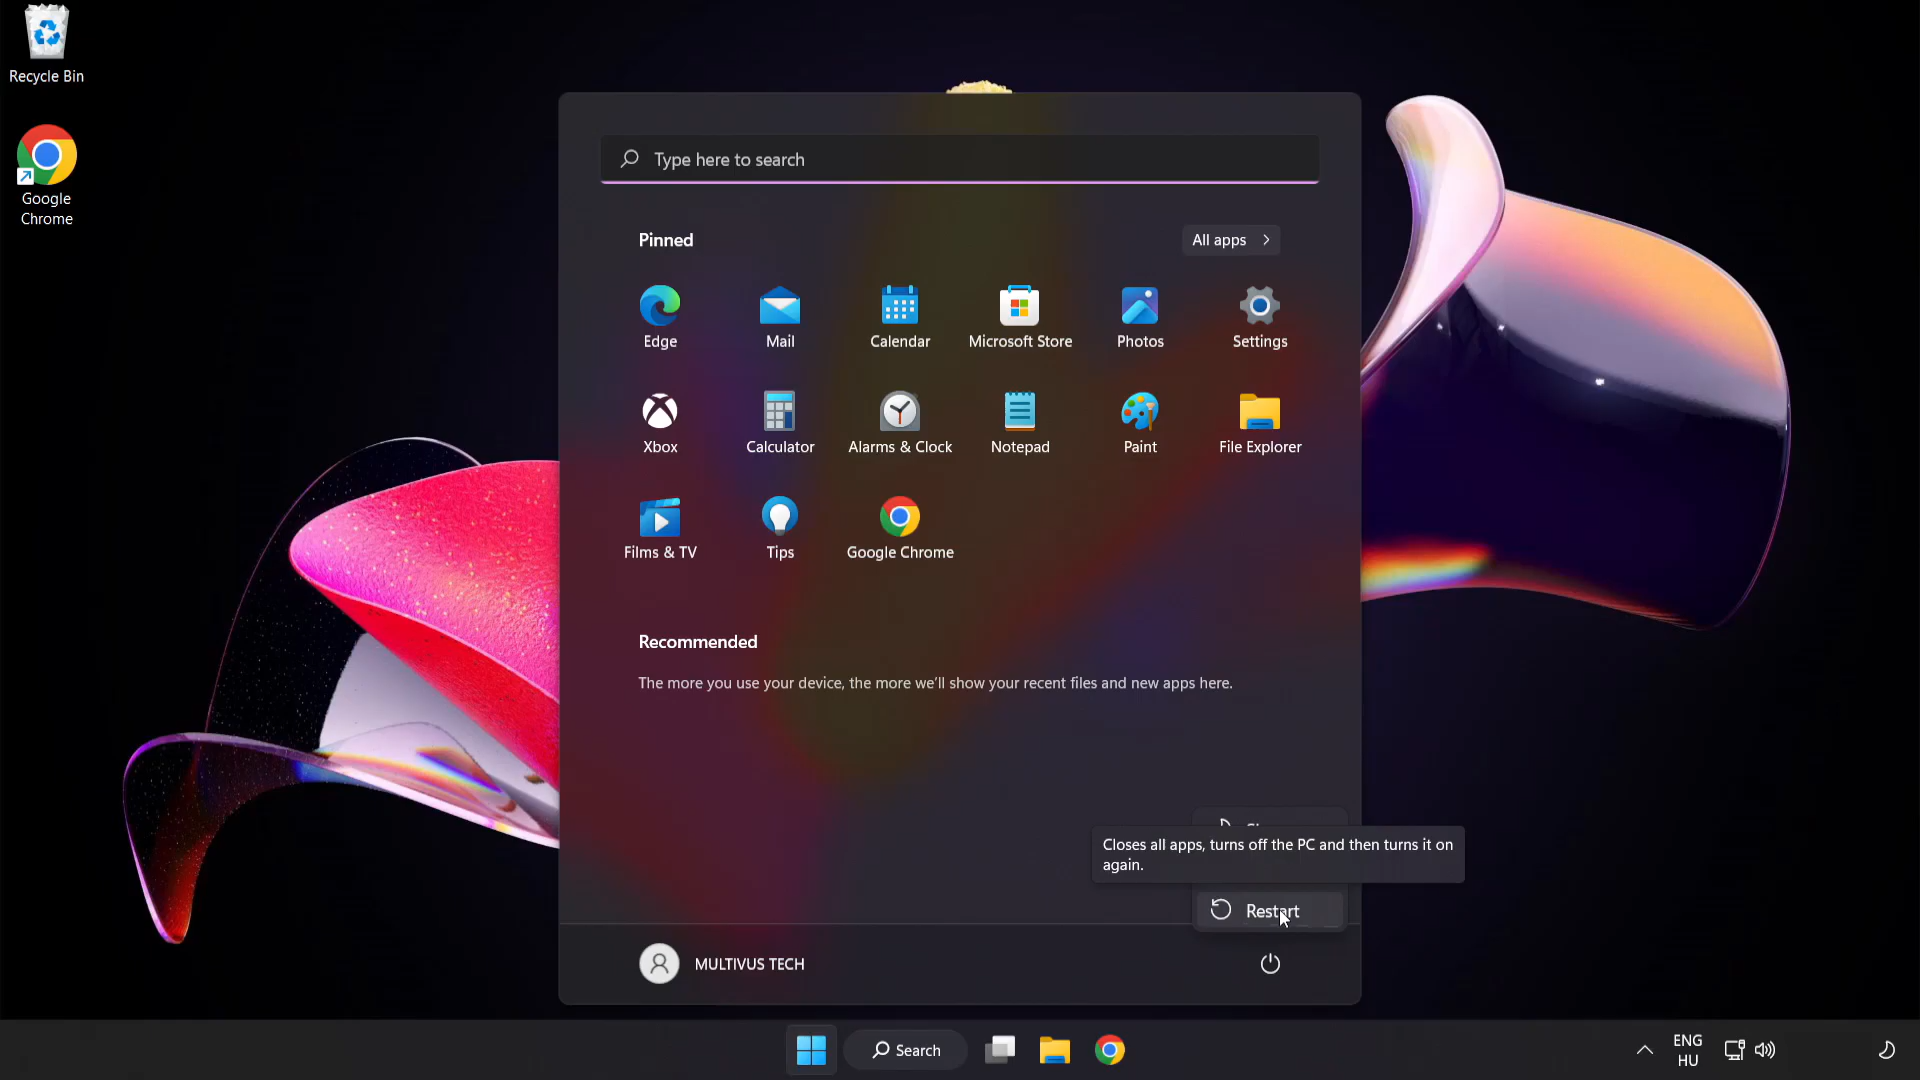 Recycle Bin
Google
Chrome
Type here to search
Pinned
All apps
Edge
Mail
Calendar
Microsoft Store
Photos
Settings
Xbox
Calculator
Alarms & Clock
Notepad
Paint
File Explorer
Films & TV
Tips
Google Chrome
Recommended
The more you use your device, the more we'll show your recent files and new apps here.
Closes all apps, turns off the PC and then turns it on
again.
Restart
MULTIVUS TECH
Search
ENG
HU